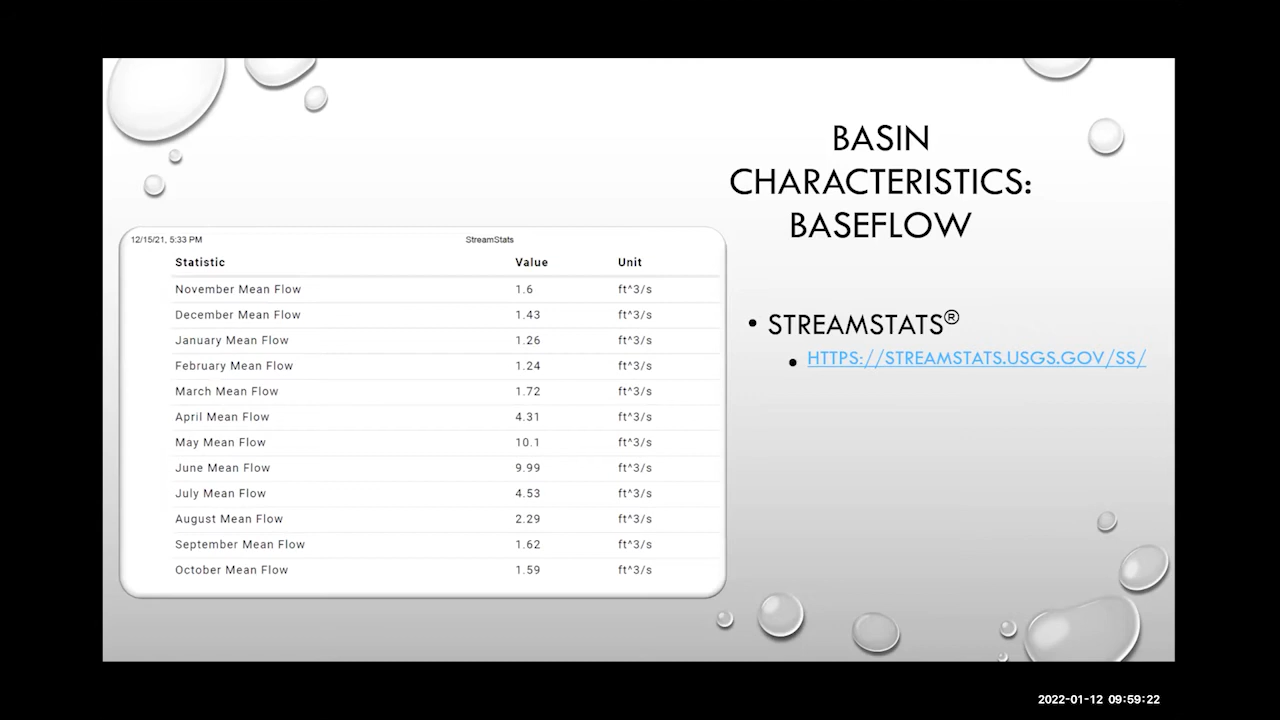 BASIN
CHARACTERISTICS:
BASEFLOW
12/15/21, 5:33 PM StreamStats
Statistic Value Unit
November Mean Flow 1.6 ft^3/s
December Mean Flow 1.43 ft^3/s
January Mean Flow 1.26 ft^3/s
February Mean Flow 1.24 ft^3/s
March Mean Flow 1.72 ft^3/s
April Mean Flow 4.31 ft^3/s
May Mean Flow 10.1 ft^3/s
June Mean Flow 9.99 ft^3/s
July Mean Flow 4.53 ft^3/s
August Mean Flow 2.29 ft^3/s
September Mean Flow 1.62 ft^3/s
October Mean Flow 1.59 ft^3/s
• STREAMSTATS®
• HTTPS://STREAMSTATS.USGS.GOV/SS/
2022-01-12 09:59:22